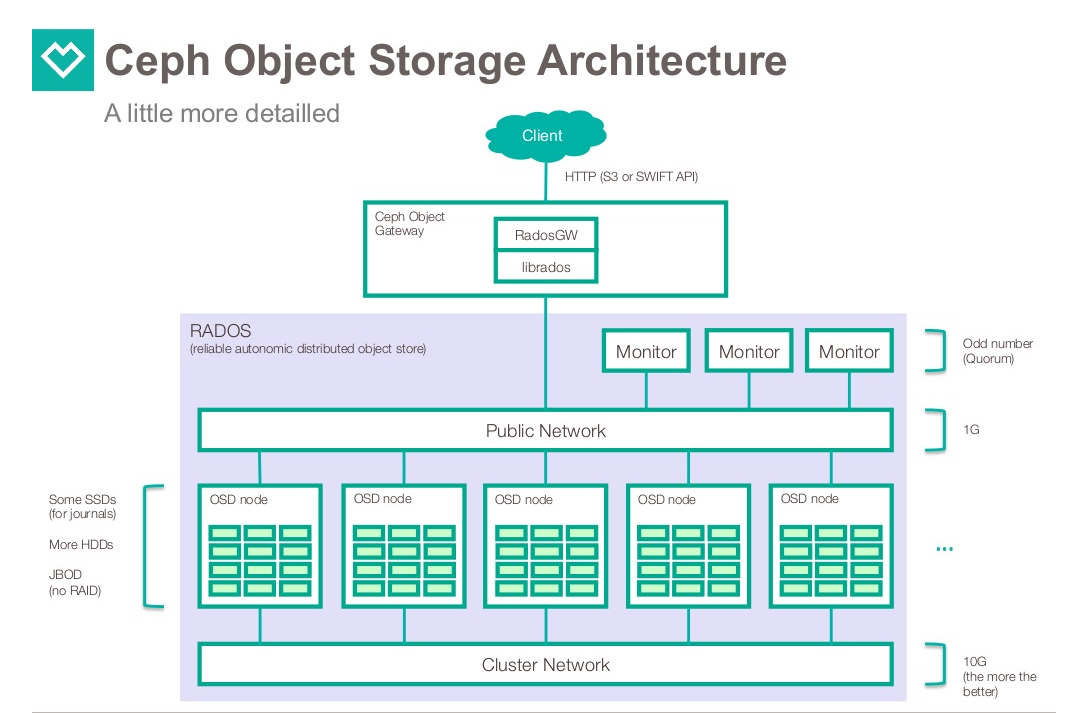 Ceph Object Storage Architecture
A little more detailled
Client
HTTP (S3 or SWIFT API)
Ceph Object
Gateway
RadosGW
librados
RADOS
(reliable autonomic distributed object store)
Monitor
Monitor
Monitor
Odd number
(Quorum)
Public Network
1G
Some SSDs
(for journals)
More HDDs
JBOD
(no RAID)
OSD node
OSD node
OSD node
OSD node
OSD node
...
Cluster Network
10G
(the more the
better)